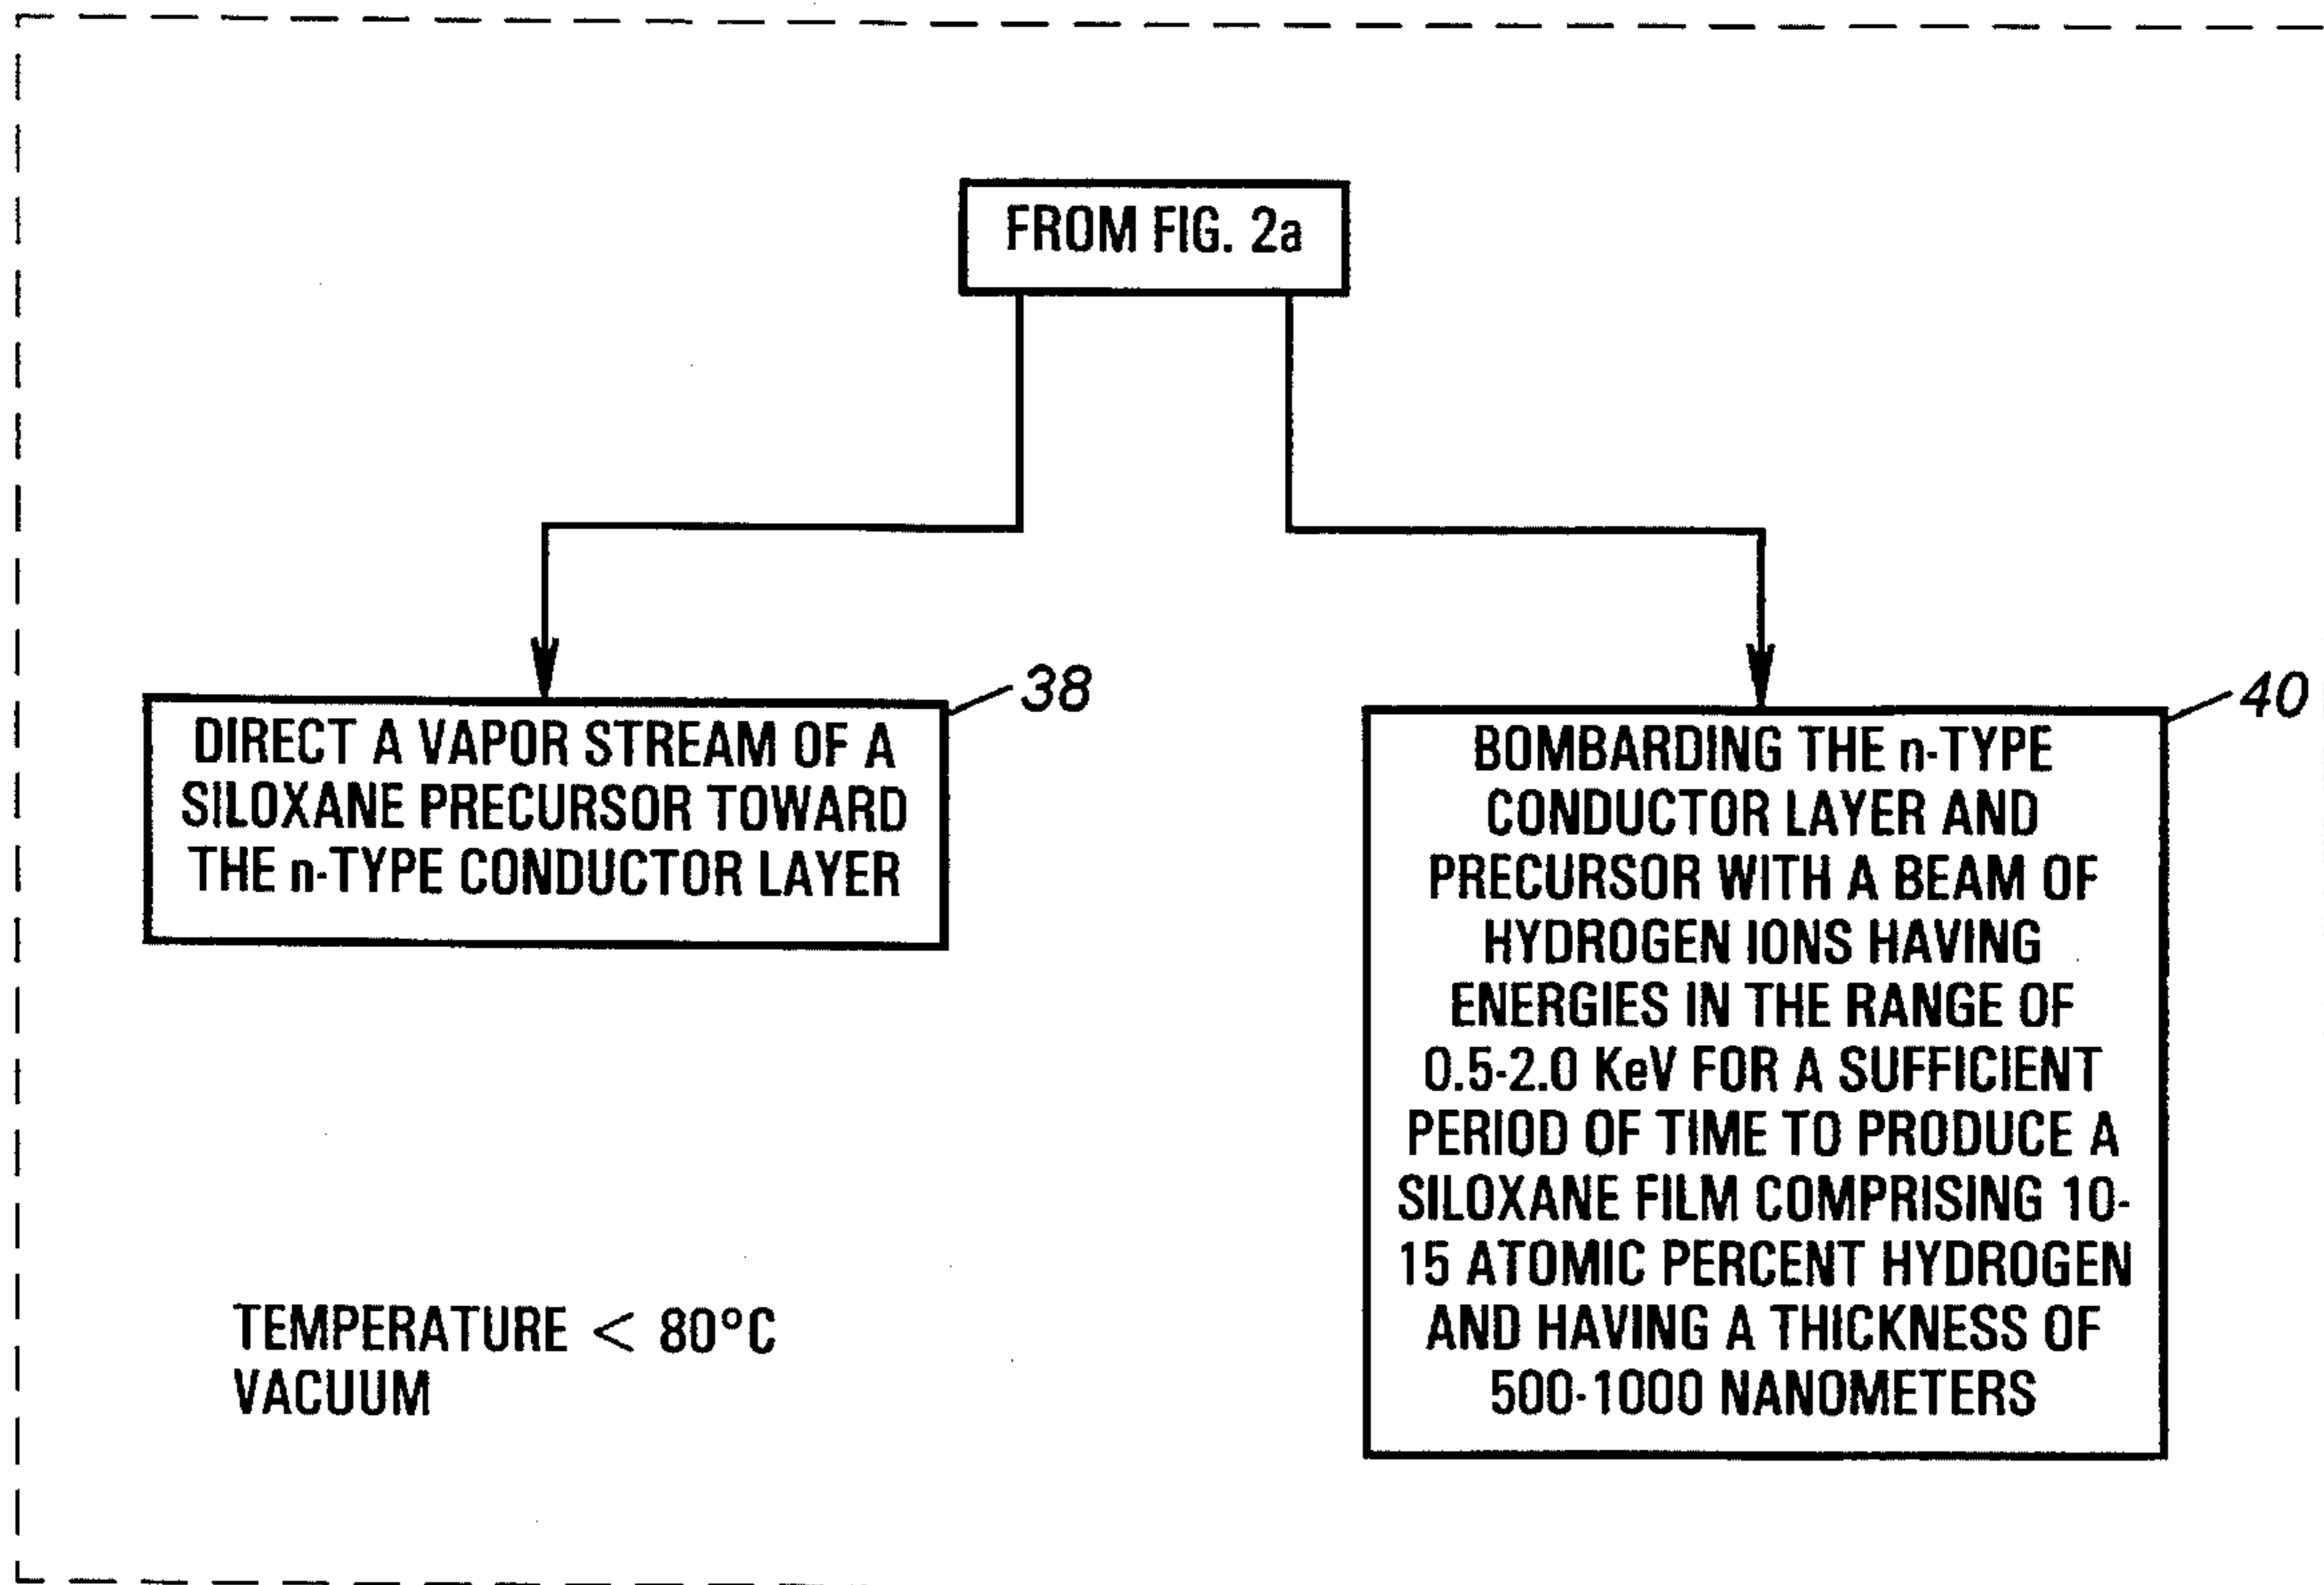 FROM FIG. 2a
38
DIRECT A VAPOR STREAM OF A
SILOXANE PRECURSOR TOWARD
THE n-TYPE CONDUCTOR LAYER
40
BOMBARDING THE n-TYPE
CONDUCTOR LAYER AND
PRECURSOR WITH A BEAM OF
HYDROGEN IONS HAVING
ENERGIES IN THE RANGE OF
0.5-2.0 KeV FOR A SUFFICIENT
PERIOD OF TIME TO PRODUCE A
SILOXANE FILM COMPRISING 10-
15 ATOMIC PERCENT HYDROGEN
AND HAVING A THICKNESS OF
500-1000 NANOMETERS
TEMPERATURE < 80°C
VACUUM